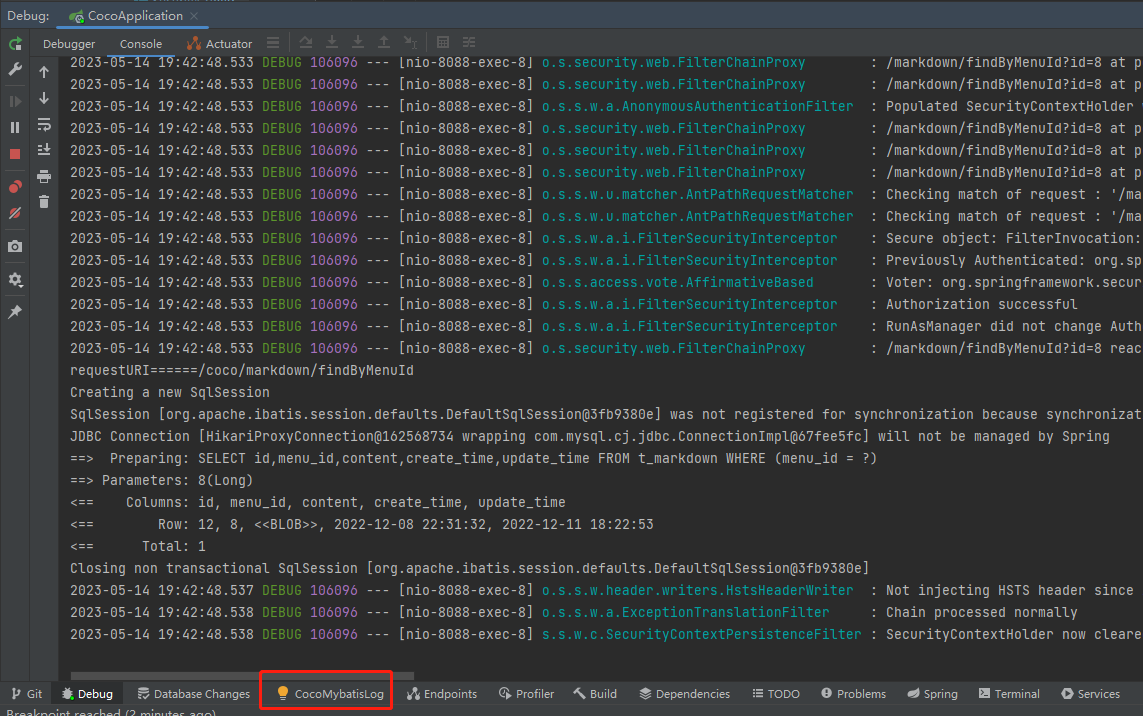 Debug: CocoApplication
Debugger Console Actuator
2023-05-14 19:42:48.533 DEBUG 106096 --- [nio-8088-exec-8] o.s.security.web.FilterChainProxy : /markdown/findByMenuId?id=8 at p
2023-05-14 19:42:48.533 DEBUG 106096 --- [nio-8088-exec-8] o.s.security.web.FilterChainProxy : /markdown/findByMenuId?id=8 at p
2023-05-14 19:42:48.533 DEBUG 106096 --- [nio-8088-exec-8] o.s.s.w.a.AnonymousAuthenticationFilter : Populated SecurityContextHolder
2023-05-14 19:42:48.533 DEBUG 106096 --- [nio-8088-exec-8] o.s.security.web.FilterChainProxy : /markdown/findByMenuId?id=8 at p
2023-05-14 19:42:48.533 DEBUG 106096 --- [nio-8088-exec-8] o.s.security.web.FilterChainProxy : /markdown/findByMenuId?id=8 at p
2023-05-14 19:42:48.533 DEBUG 106096 --- [nio-8088-exec-8] o.s.security.web.FilterChainProxy : /markdown/findByMenuId?id=8 at p
2023-05-14 19:42:48.533 DEBUG 106096 --- [nio-8088-exec-8] o.s.s.w.u.matcher.AntPathRequestMatcher : Checking match of request : '/ma
2023-05-14 19:42:48.533 DEBUG 106096 --- [nio-8088-exec-8] o.s.s.w.u.matcher.AntPathRequestMatcher : Checking match of request : '/ma
2023-05-14 19:42:48.533 DEBUG 106096 --- [nio-8088-exec-8] o.s.s.w.a.i.FilterSecurityInterceptor : Secure object: FilterInvocation:
2023-05-14 19:42:48.533 DEBUG 106096 --- [nio-8088-exec-8] o.s.s.w.a.i.FilterSecurityInterceptor : Previously Authenticated: org.sp
2023-05-14 19:42:48.533 DEBUG 106096 --- [nio-8088-exec-8] o.s.s.access.vote.AffirmativeBased : Voter: org.springframework.secur
2023-05-14 19:42:48.533 DEBUG 106096 --- [nio-8088-exec-8] o.s.s.w.a.i.FilterSecurityInterceptor : Authorization successful
2023-05-14 19:42:48.533 DEBUG 106096 --- [nio-8088-exec-8] o.s.s.w.a.i.FilterSecurityInterceptor : RunAsManager did not change Auth
2023-05-14 19:42:48.533 DEBUG 106096 --- [nio-8088-exec-8] o.s.security.web.FilterChainProxy : /markdown/findByMenuId?id=8 reac
requestURI======/coco/markdown/findByMenuId
Creating a new SqlSession
SqlSession [org.apache.ibatis.session.defaults.DefaultSqlSession@3fb9380e] was not registered for synchronization because synchronizat
JDBC Connection [HikariProxyConnection@162568734 wrapping com.mysql.cj.jdbc.ConnectionImpl@67fee5fc] will not be managed by Spring
==> Preparing: SELECT id,menu_id,content,create_time,update_time FROM t_markdown WHERE (menu_id = ?)
==> Parameters: 8(Long)
<== Columns: id, menu_id, content, create_time, update_time
<== Row: 12, 8, <<BLOB>>, 2022-12-08 22:31:32, 2022-12-11 18:22:53
<== Total: 1
Closing non transactional SqlSession [org.apache.ibatis.session.defaults.DefaultSqlSession@3fb9380e]
2023-05-14 19:42:48.537 DEBUG 106096 --- [nio-8088-exec-8] o.s.s.w.header.writers.HstsHeaderWriter : Not injecting HSTS header since
2023-05-14 19:42:48.538 DEBUG 106096 --- [nio-8088-exec-8] o.s.s.w.a.ExceptionTranslationFilter : Chain processed normally
2023-05-14 19:42:48.538 DEBUG 106096 --- [nio-8088-exec-8] s.s.w.c.SecurityContextPersistenceFilter : SecurityContextHolder now cleare
Git Debug Database Changes CocoMybatisLog Endpoints Profiler Build Dependencies TODO Problems Spring Terminal Services
Breakpoint reached (2 minutes ago)